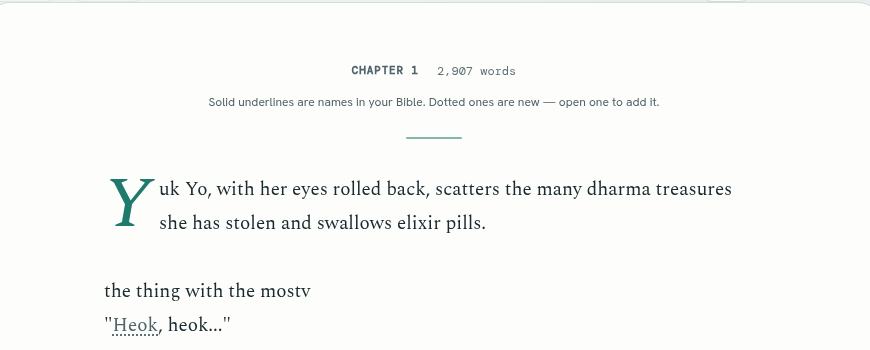 CHAPTER 1 2,907 words
Solid underlines are names in your Bible. Dotted ones are new — open one to add it.
Yuk Yo, with her eyes rolled back, scatters the many dharma treasures
she has stolen and swallows elixir pills.
the thing with the mostv
"Heok, heok..."